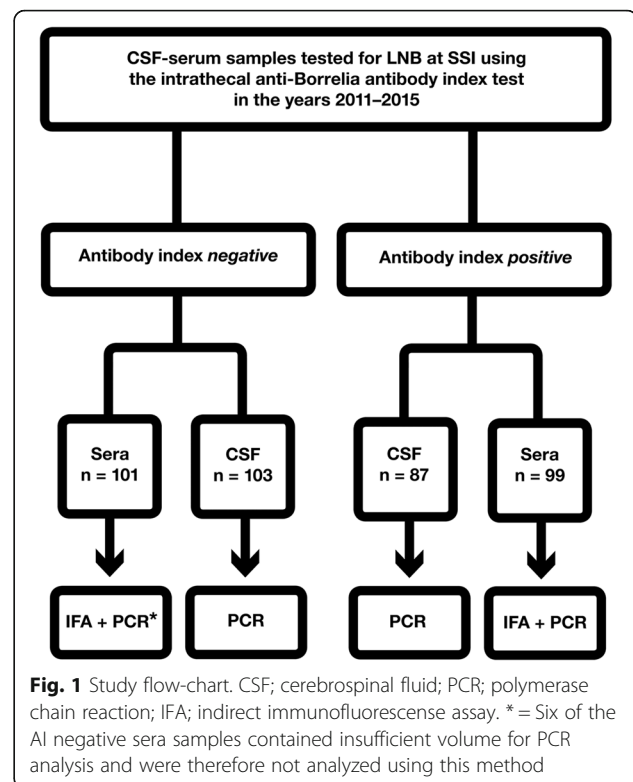 CSF-serum samples tested for LNB at SSI using
the intrathecal anti-Borrelia antibody index test
in the years 2011–2015
Antibody index negative
Antibody index positive
Sera
n = 101
CSF
n = 103
CSF
n = 87
Sera
n = 99
IFA + PCR*
PCR
PCR
IFA + PCR
Fig. 1 Study flow-chart. CSF; cerebrospinal fluid; PCR; polymerase
chain reaction; IFA; indirect immunofluorescense assay. * = Six of the
AI negative sera samples contained insufficient volume for PCR
analysis and were therefore not analyzed using this method